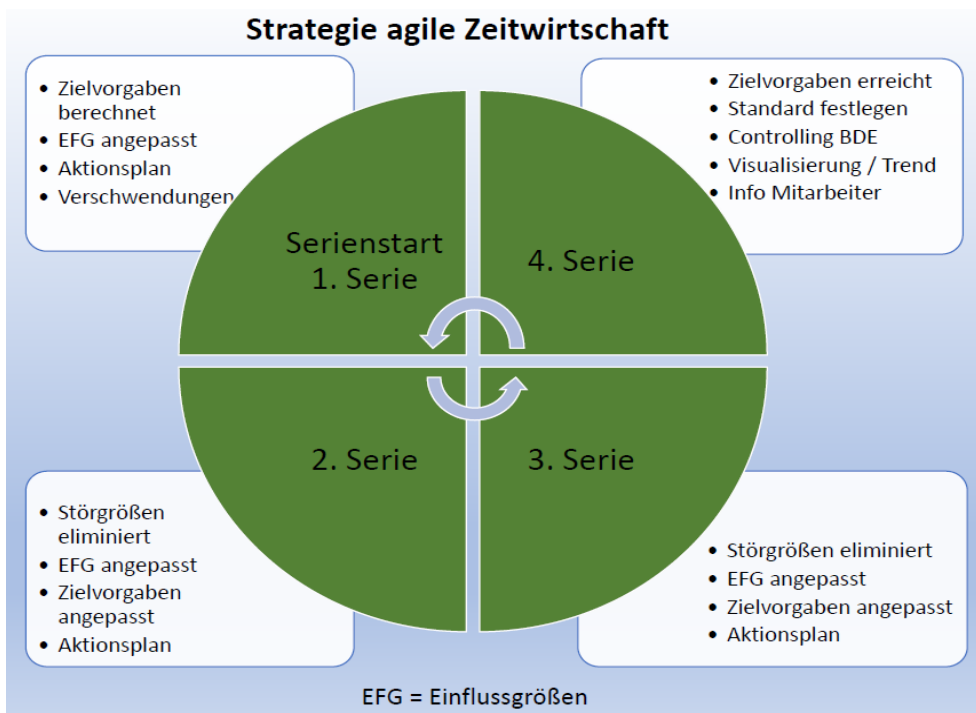 Strategie agile Zeitwirtschaft
• Zielvorgaben
berechnet
• EFG angepasst
• Aktionsplan
• Verschwendungen
• Zielvorgaben erreicht
• Standard festlegen
• Controlling BDE
• Visualisierung / Trend
• Info Mitarbeiter
Serienstart
1. Serie
4. Serie
2. Serie
3. Serie
• Störgrößen
eliminiert
• EFG angepasst
• Zielvorgaben
angepasst
• Aktionsplan
• Störgrößen eliminiert
• EFG angepasst
• Zielvorgaben angepasst
• Aktionsplan
EFG = Einflussgrößen